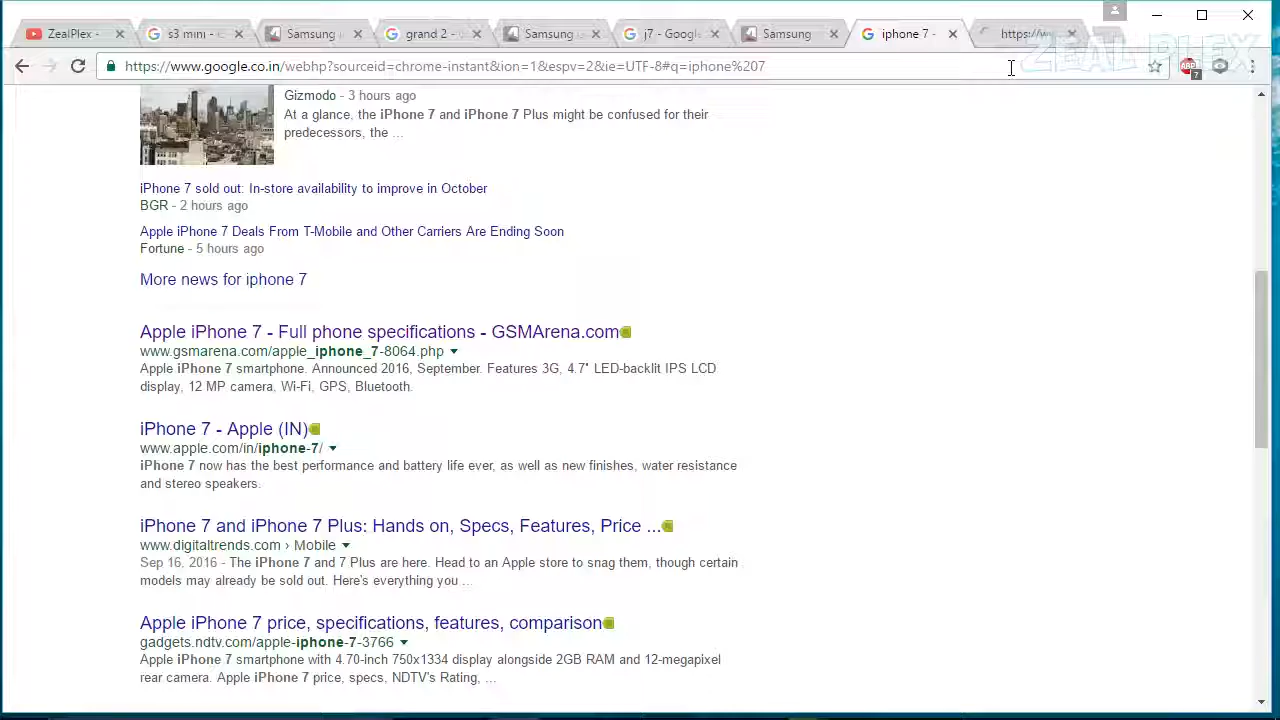 ZealPlex -
s3 mini - G
Samsung
grand 2 -
Samsung
j7 - Google
Samsung
iphone 7 -
https://w
ZEAL PLEX
https://www.google.co.in/webhp?sourceid=chrome-instant&ion=1&espv=2&ie=UTF-8#q=iphone%207
ABP
7
Gizmodo - 3 hours ago
At a glance, the iPhone 7 and iPhone 7 Plus might be confused for their
predecessors, the ...
iPhone 7 sold out: In-store availability to improve in October
BGR - 2 hours ago
Apple iPhone 7 Deals From T-Mobile and Other Carriers Are Ending Soon
Fortune - 5 hours ago
More news for iphone 7
Apple iPhone 7 - Full phone specifications - GSMArena.com
www.gsmarena.com/apple_iphone_7-8064.php
Apple iPhone 7 smartphone. Announced 2016, September. Features 3G, 4.7" LED-backlit IPS LCD
display, 12 MP camera, Wi-Fi, GPS, Bluetooth.
iPhone 7 - Apple (IN)
www.apple.com/in/iphone-7/
iPhone 7 now has the best performance and battery life ever, as well as new finishes, water resistance
and stereo speakers.
iPhone 7 and iPhone 7 Plus: Hands on, Specs, Features, Price ...
www.digitaltrends.com › Mobile
Sep 16, 2016 - The iPhone 7 and 7 Plus are here. Head to an Apple store to snag them, though certain
models may already be sold out. Here's everything you ...
Apple iPhone 7 price, specifications, features, comparison
gadgets.ndtv.com/apple-iphone-7-3766
Apple iPhone 7 smartphone with 4.70-inch 750x1334 display alongside 2GB RAM and 12-megapixel
rear camera. Apple iPhone 7 price, specs, NDTV's Rating, ...